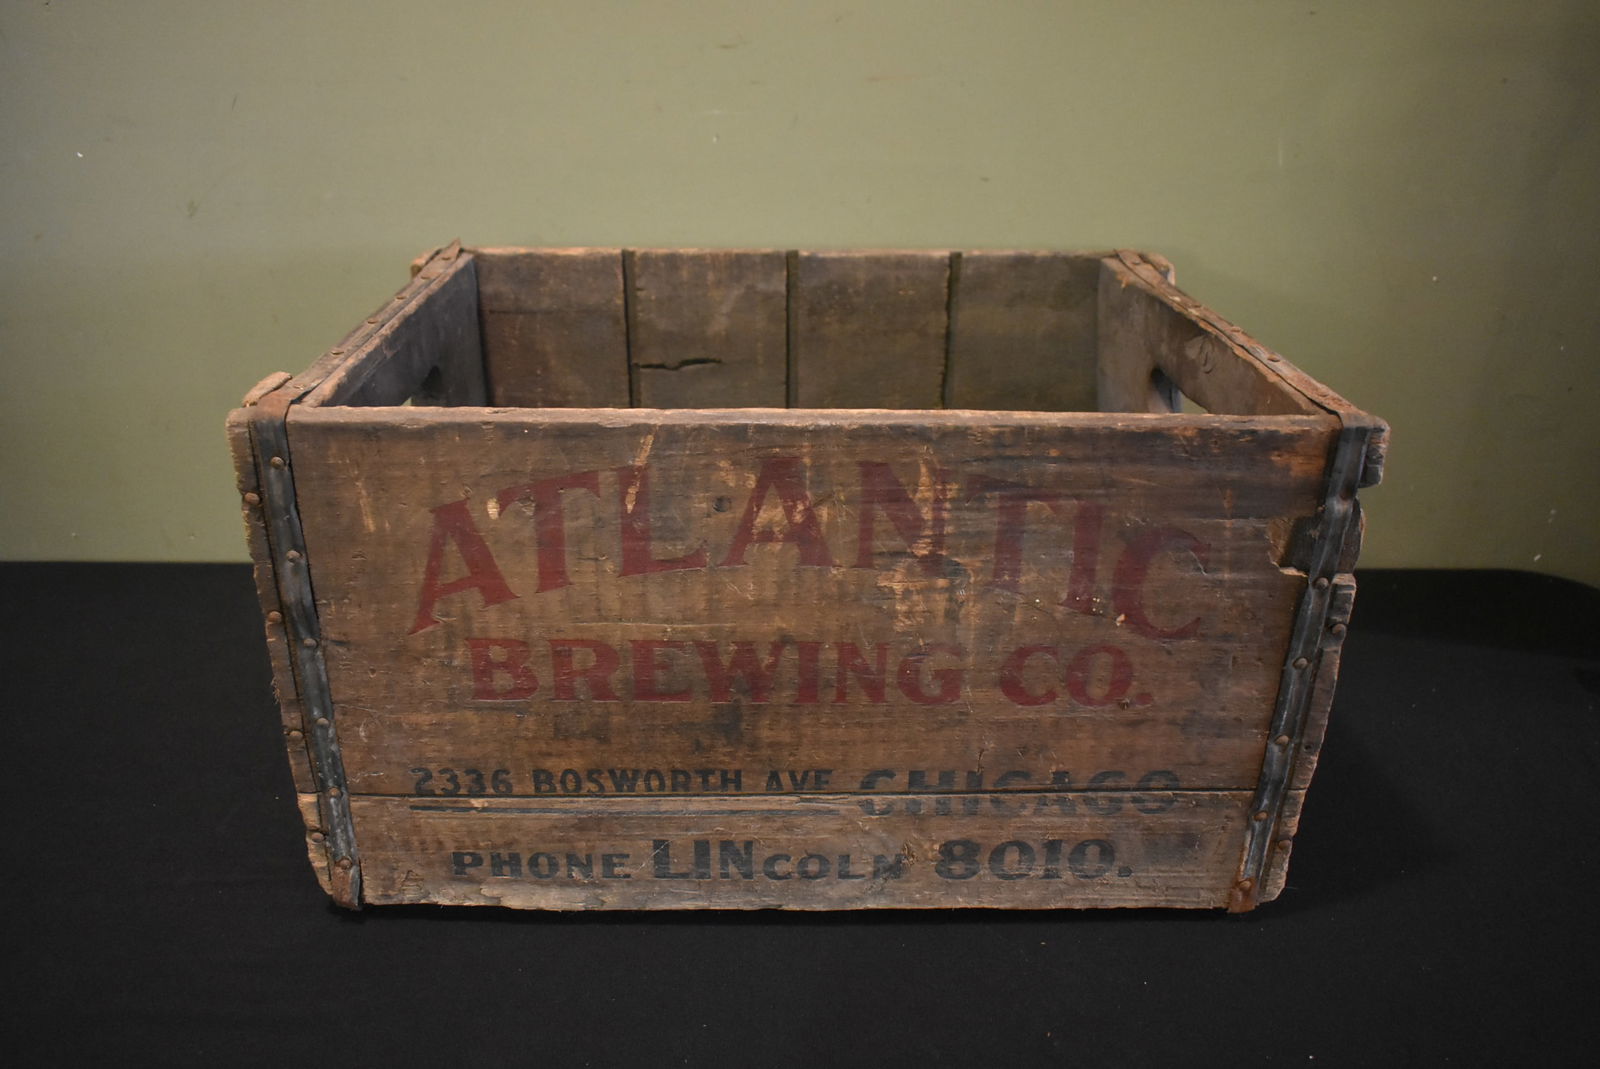 ATLANTIC
BREWING CO.
2336 BOSWORTH AVE CHICAGO
PHONE LINCOLN 8010.